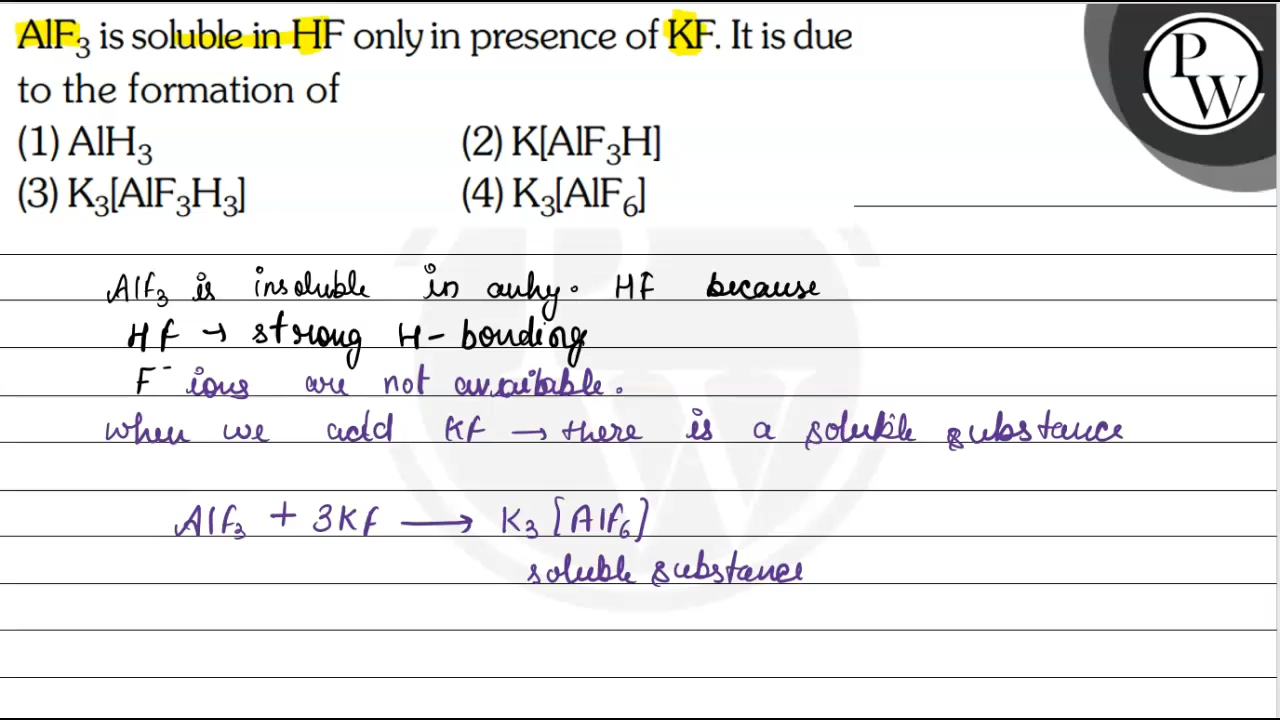 AlF₃ is soluble in HF only in presence of KF. It is due
to the formation of
(1) AlH₃ (2) K[AlF₃H]
(3) K₃[AlF₃H₃] (4) K₃[AlF₆]
P
W
AlF₃ is insoluble in anhy. HF because
HF → strong H-bonding
F⁻ ions are not available.
when we add KF → there is a soluble substance
AlF₃ + 3KF ⟶ K₃[AlF₆]
soluble substance